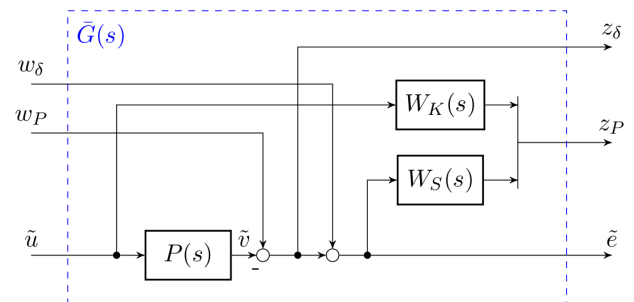 Ḡ(s)
z_δ
w_δ
W_K(s)
w_P
z_P
W_S(s)
ũ
P(s)
ṽ
-
ẽ